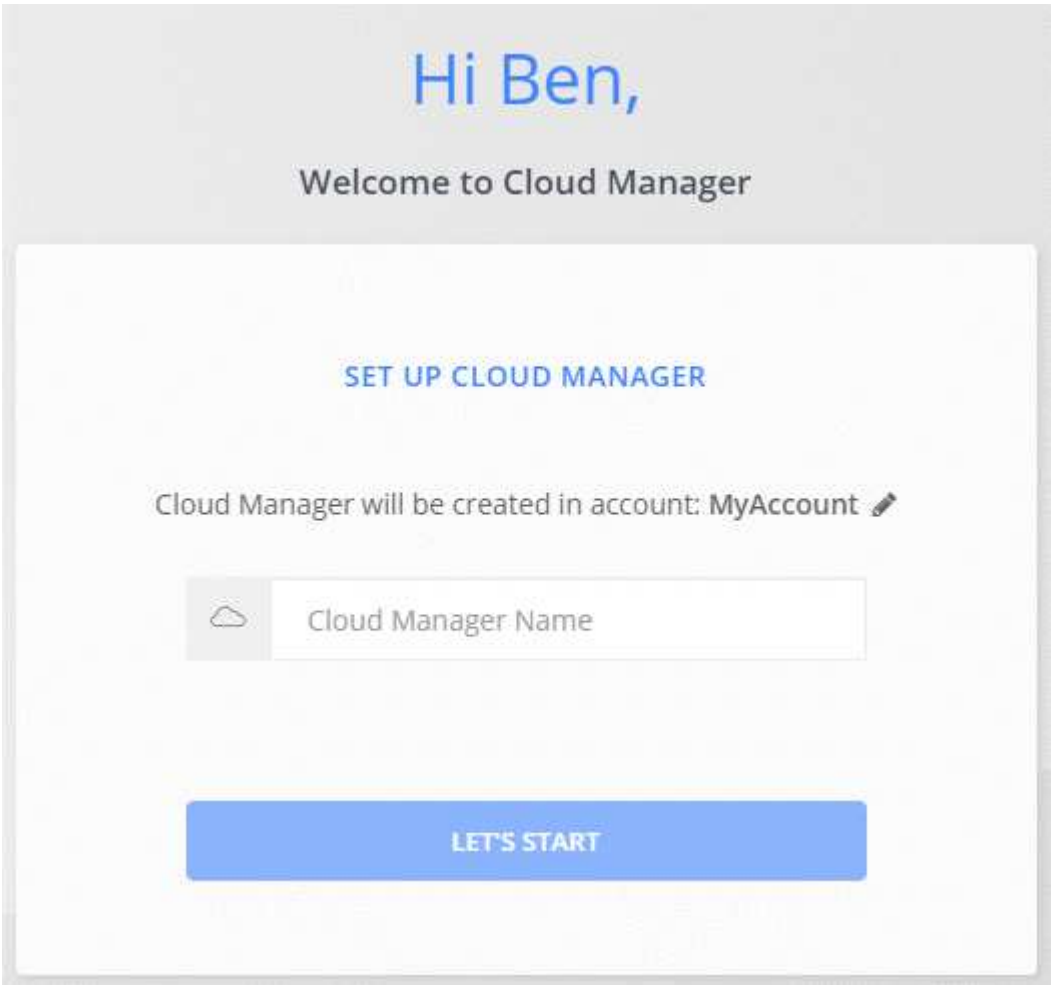 Hi Ben,
Welcome to Cloud Manager
SET UP CLOUD MANAGER
Cloud Manager will be created in account: MyAccount
Cloud Manager Name
LET'S START